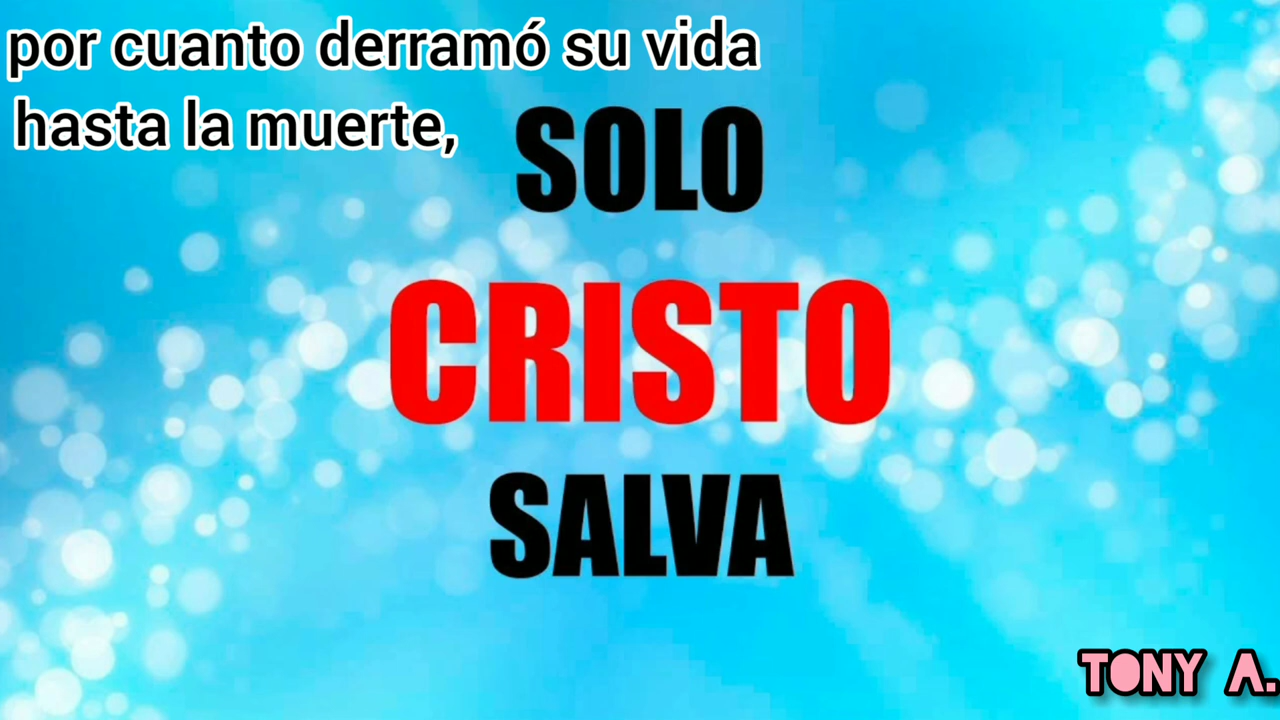 por cuanto derramó su vida
hasta la muerte,
SOLO
CRISTO
SALVA
TONY A.